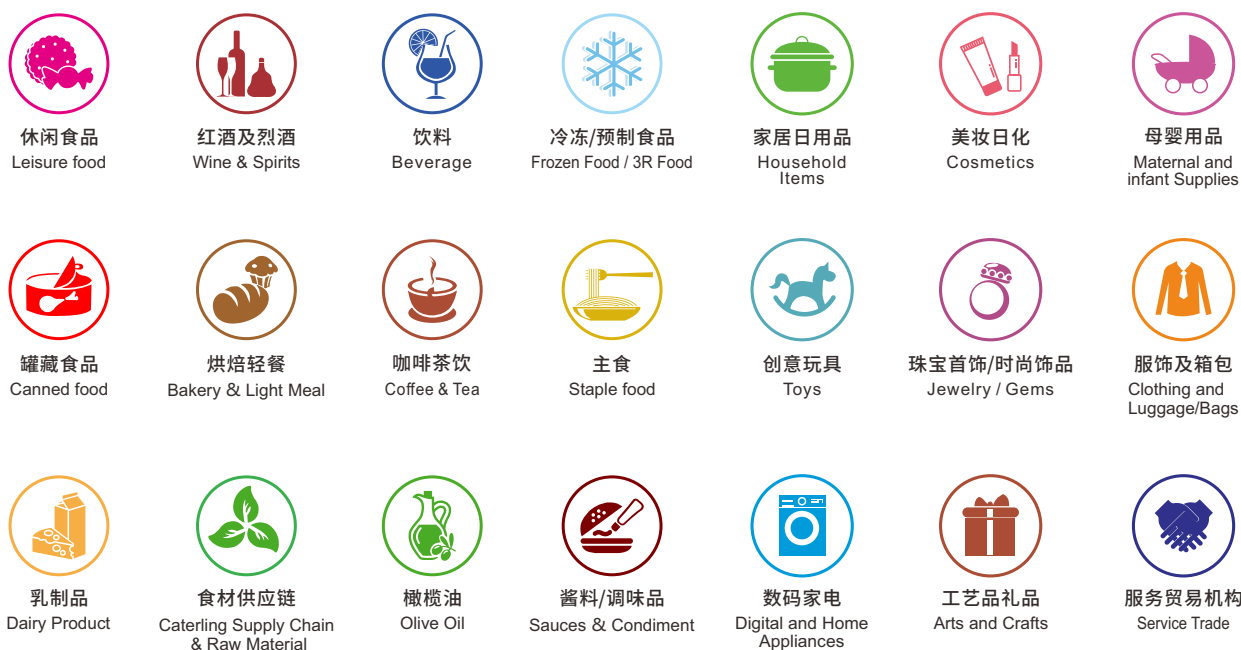 休闲食品
Leisure food
红酒及烈酒
Wine & Spirits
饮料
Beverage
冷冻/预制食品
Frozen Food / 3R Food
家居日用品
Household
Items
美妆日化
Cosmetics
母婴用品
Maternal and
infant Supplies
罐藏食品
Canned food
烘焙轻餐
Bakery & Light Meal
咖啡茶饮
Coffee & Tea
主食
Staple food
创意玩具
Toys
珠宝首饰/时尚饰品
Jewelry / Gems
服饰及箱包
Clothing and
Luggage/Bags
乳制品
Dairy Product
食材供应链
Caterling Supply Chain
& Raw Material
橄榄油
Olive Oil
酱料/调味品
Sauces & Condiment
数码家电
Digital and Home
Appliances
工艺品礼品
Arts and Crafts
服务贸易机构
Service Trade